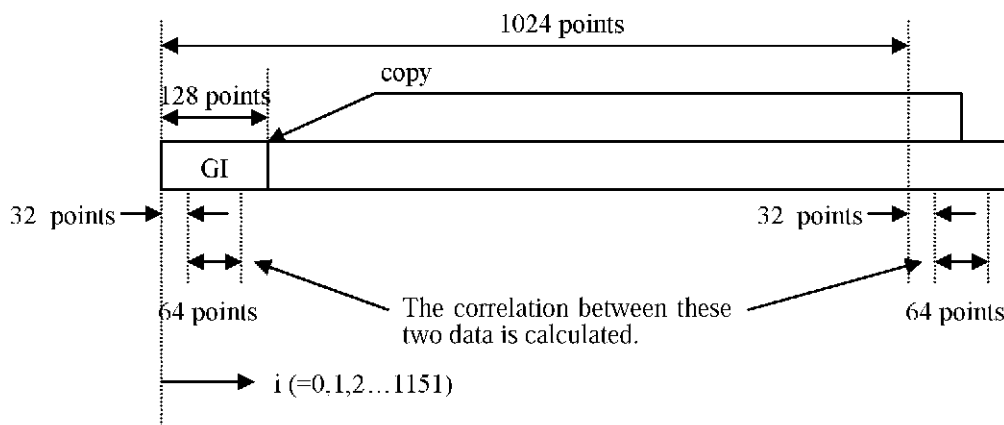 1024 points
copy
128 points
GI
32 points
32 points
64 points
The correlation between these
two data is calculated.
64 points
i (=0,1,2…1151)